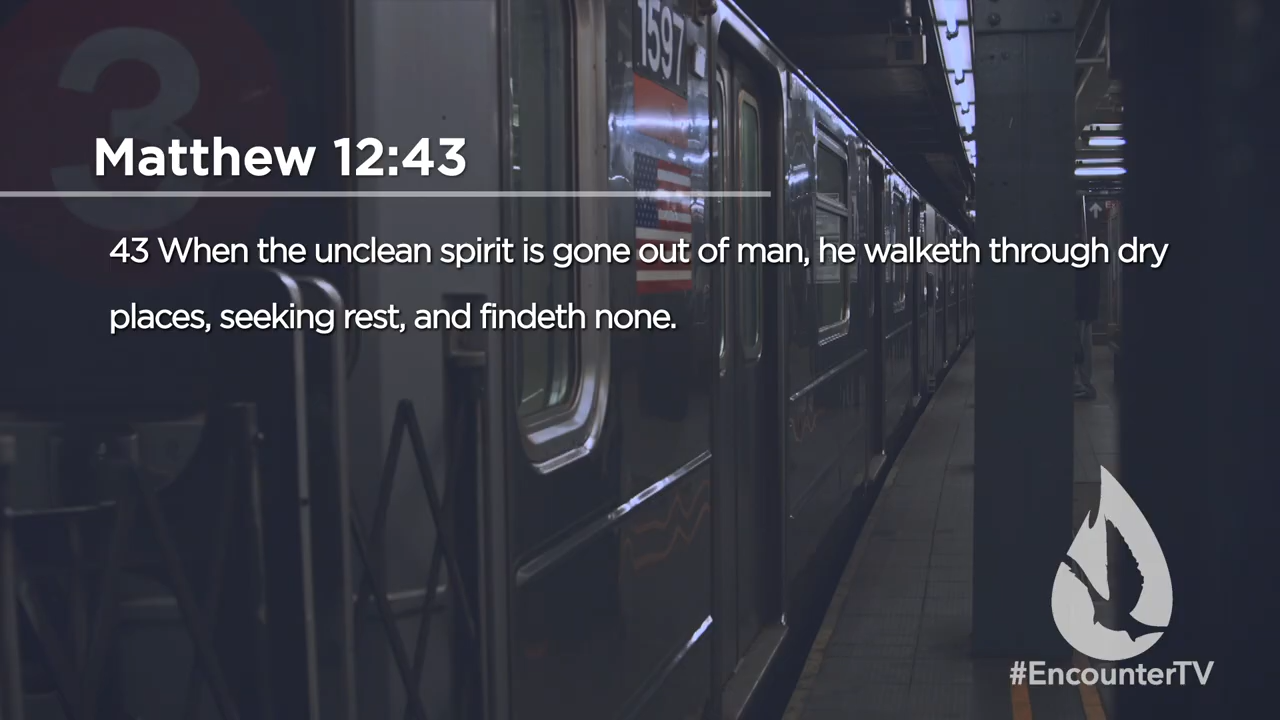 3
1597
Matthew 12:43
43 When the unclean spirit is gone out of man, he walketh through dry
places, seeking rest, and findeth none.
#EncounterTV